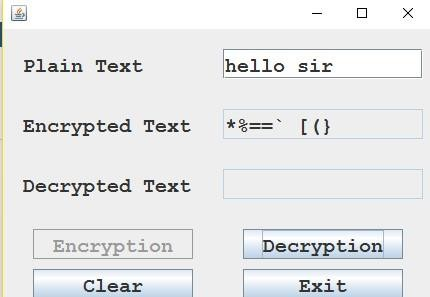 Plain Text hello sir
Encrypted Text *%==` [(}
Decrypted Text
Encryption Decryption
Clear Exit